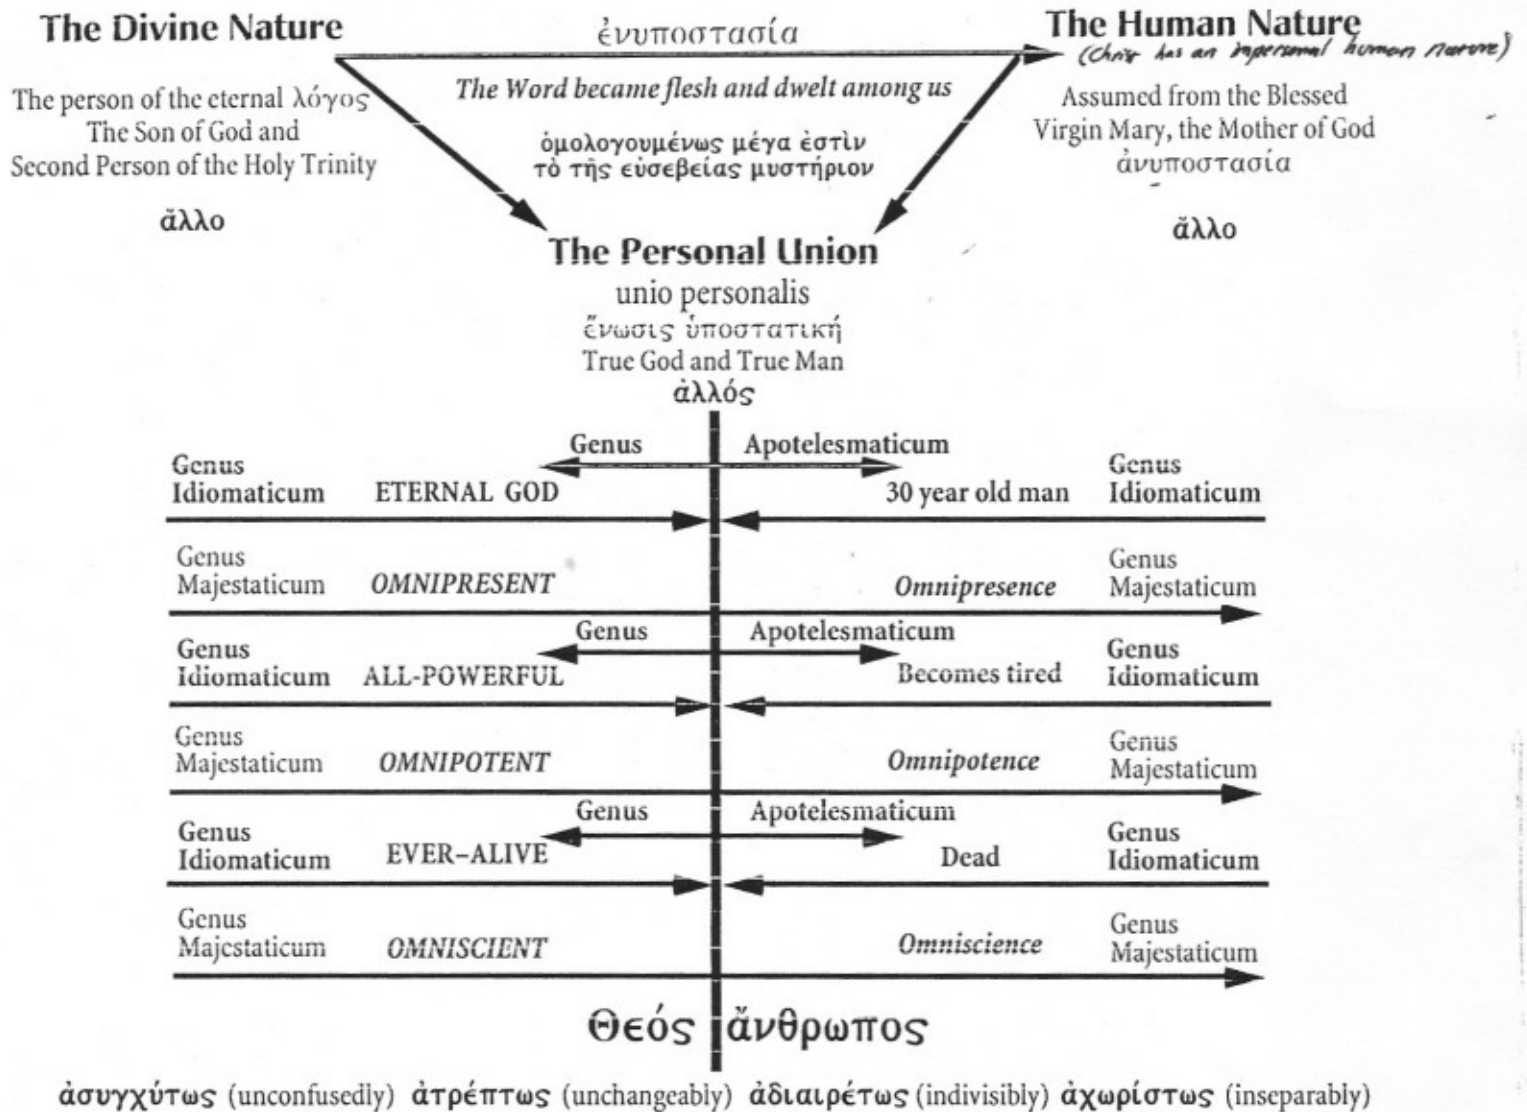 The Divine Nature
ἐνυποστασία
The Human Nature
(Christ has an impersonal human nature)
The person of the eternal λόγος
The Son of God and
Second Person of the Holy Trinity
ἄλλο
The Word became flesh and dwelt among us
ὁμολογουμένως μέγα ἐστὶν
τὸ τῆς εὐσεβείας μυστήριον
Assumed from the Blessed
Virgin Mary, the Mother of God
ἀνυποστασία
ἄλλο
The Personal Union
unio personalis
ἕνωσις ὑποστατική
True God and True Man
ἀλλός
Genus Apotelesmaticum
Genus
Idiomaticum ETERNAL GOD 30 year old man Genus
Idiomaticum
Genus
Majestaticum OMNIPRESENT Omnipresence Genus
Majestaticum
Genus Apotelesmaticum
Genus
Idiomaticum ALL-POWERFUL Becomes tired Genus
Idiomaticum
Genus
Majestaticum OMNIPOTENT Omnipotence Genus
Majestaticum
Genus Apotelesmaticum
Genus
Idiomaticum EVER–ALIVE Dead Genus
Idiomaticum
Genus
Majestaticum OMNISCIENT Omniscience Genus
Majestaticum
Θεός ἄνθρωπος
ἀσυγχύτως (unconfusedly) ἀτρέπτως (unchangeably) ἀδιαιρέτως (indivisibly) ἀχωρίστως (inseparably)